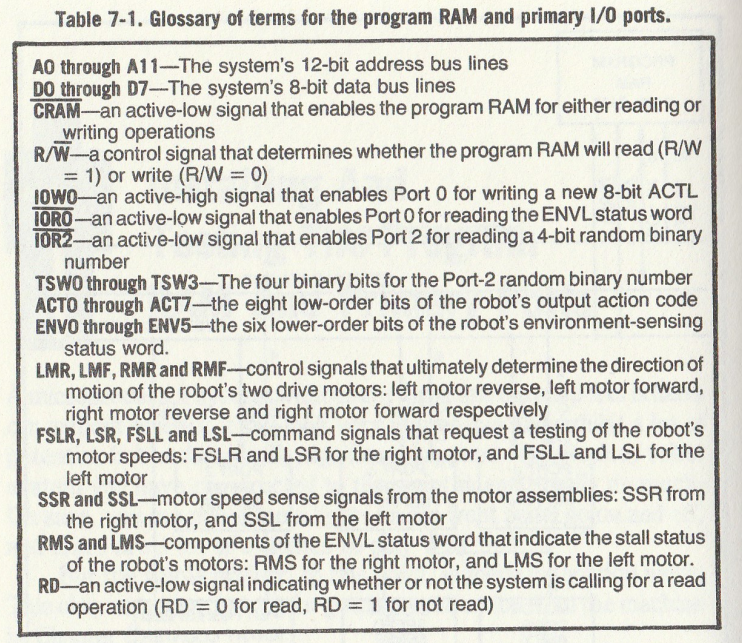 Table 7-1. Glossary of terms for the program RAM and primary I/O ports.
A0 through A11—The system's 12-bit address bus lines
D0 through D7—The system's 8-bit data bus lines
C̅R̅A̅M̅—an active-low signal that enables the program RAM for either reading or
writing operations
R/W̅—a control signal that determines whether the program RAM will read (R/W
= 1) or write (R/W = 0)
IOW0—an active-high signal that enables Port 0 for writing a new 8-bit ACTL
I̅O̅R̅0̅—an active-low signal that enables Port 0 for reading the ENVL status word
I̅O̅R̅2̅—an active-low signal that enables Port 2 for reading a 4-bit random binary
number
TSW0 through TSW3—The four binary bits for the Port-2 random binary number
ACT0 through ACT7—the eight low-order bits of the robot's output action code
ENV0 through ENV5—the six lower-order bits of the robot's environment-sensing
status word.
LMR, LMF, RMR and RMF—control signals that ultimately determine the direction of
motion of the robot's two drive motors: left motor reverse, left motor forward,
right motor reverse and right motor forward respectively
FSLR, LSR, FSLL and LSL—command signals that request a testing of the robot's
motor speeds: FSLR and LSR for the right motor, and FSLL and LSL for the
left motor
SSR and SSL—motor speed sense signals from the motor assemblies: SSR from
the right motor, and SSL from the left motor
RMS and LMS—components of the ENVL status word that indicate the stall status
of the robot's motors: RMS for the right motor, and LMS for the left motor.
RD—an active-low signal indicating whether or not the system is calling for a read
operation (RD = 0 for read, RD = 1 for not read)